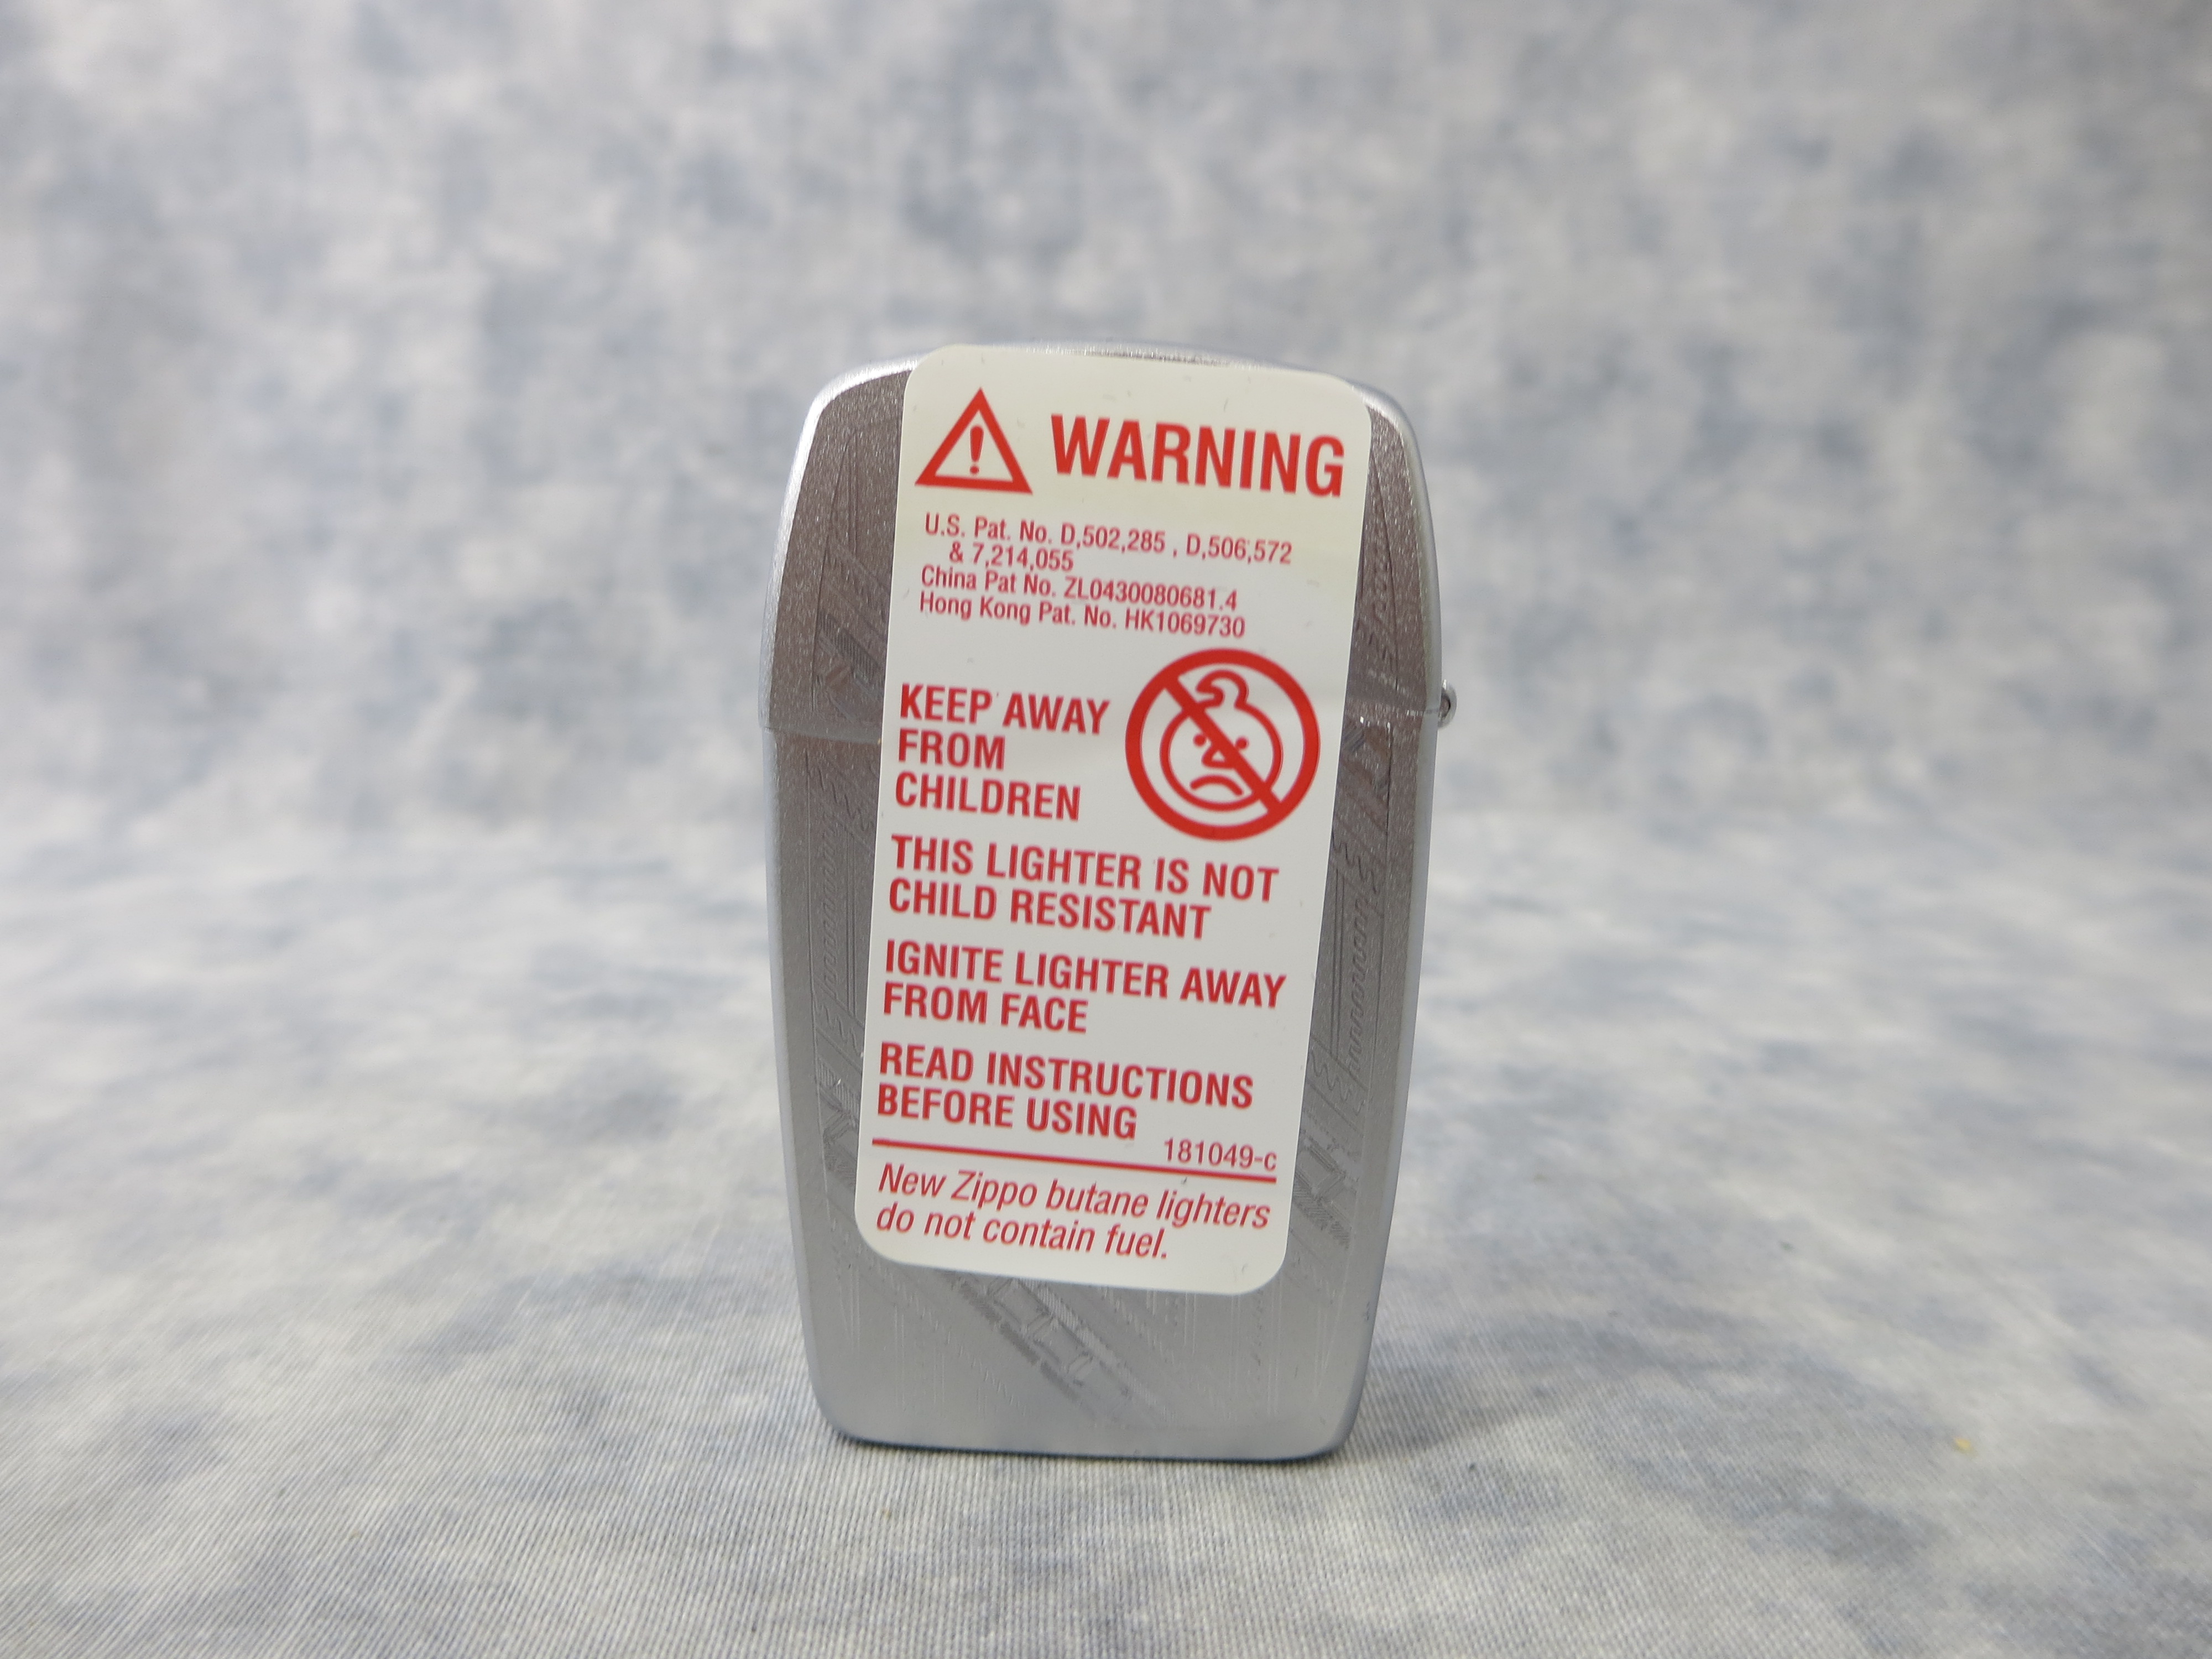 WARNING
U.S. Pat. No. D,502,285 , D,506,572
& 7,214,055
China Pat No. ZL0430080681.4
Hong Kong Pat. No. HK1069730
KEEP AWAY
FROM
CHILDREN
THIS LIGHTER IS NOT
CHILD RESISTANT
IGNITE LIGHTER AWAY
FROM FACE
READ INSTRUCTIONS
BEFORE USING
181049-c
New Zippo butane lighters
do not contain fuel.